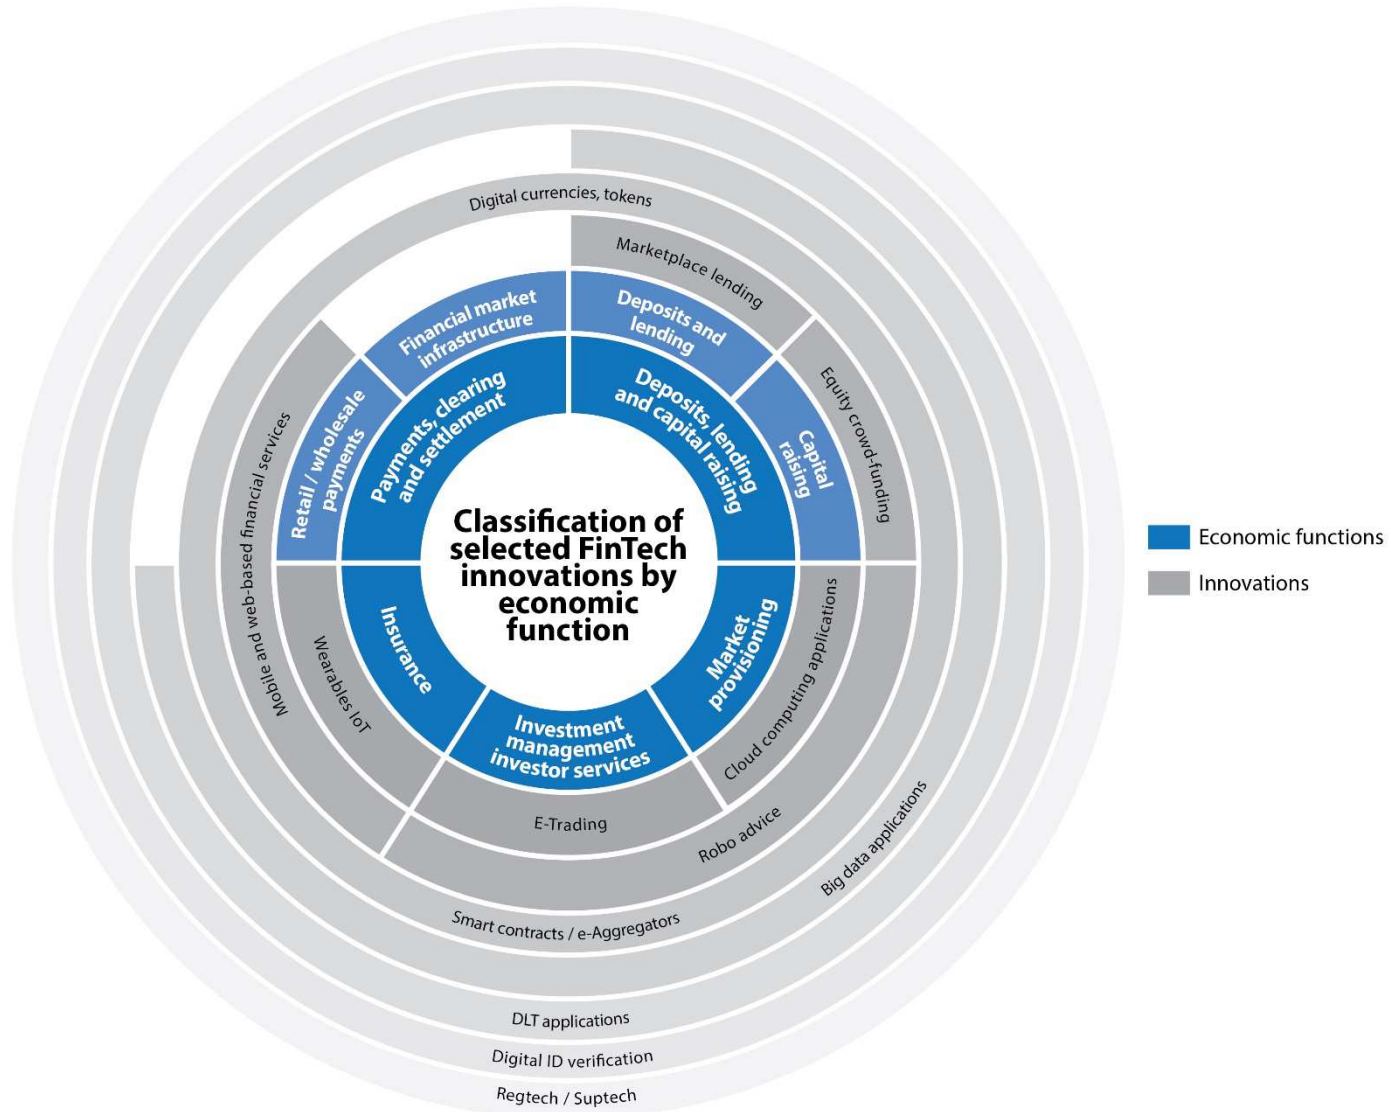 Digital currencies, tokens
Marketplace lending
Financial market
infrastructure
Deposits and
lending
Payments, clearing
and settlement
Deposits, lending
and capital raising
Equity crowd-funding
Retail / wholesale
payments
Capital
raising
Mobile and web-based financial services
Classification of
selected FinTech
innovations by
economic
function
Economic functions
Innovations
Insurance
Wearables IoT
Market
provisioning
Cloud computing applications
Investment
management
investor services
E-Trading
Robo advice
Big data applications
Smart contracts / e-Aggregators
DLT applications
Digital ID verification
Regtech / Suptech